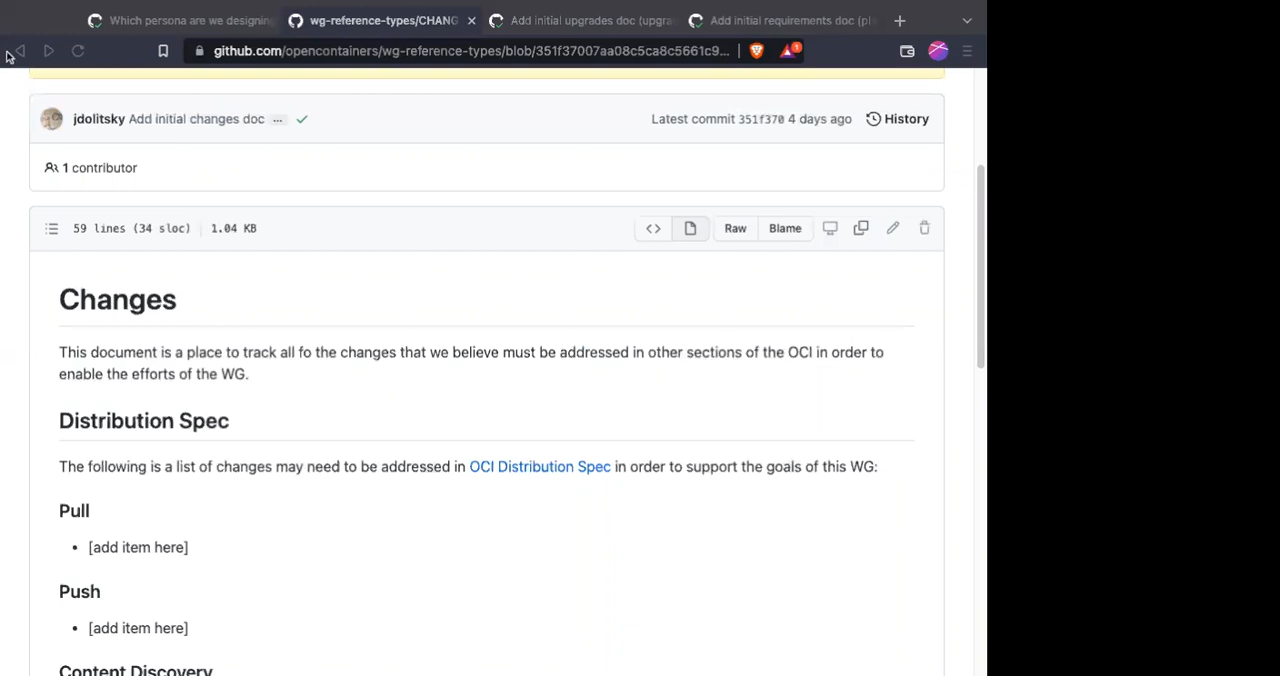 Which persona are we designing
wg-reference-types/CHANG
Add initial upgrades doc (upgra
Add initial requirements doc (pl
github.com/opencontainers/wg-reference-types/blob/351f37007aa08c5ca8c5661c9...
1
jdolitsky Add initial changes doc ...
Latest commit 351f370 4 days ago
History
1 contributor
59 lines (34 sloc) 1.04 KB
Raw
Blame
Changes
This document is a place to track all fo the changes that we believe must be addressed in other sections of the OCI in order to
enable the efforts of the WG.
Distribution Spec
The following is a list of changes may need to be addressed in OCI Distribution Spec in order to support the goals of this WG:
Pull
• [add item here]
Push
• [add item here]
Content Discovery